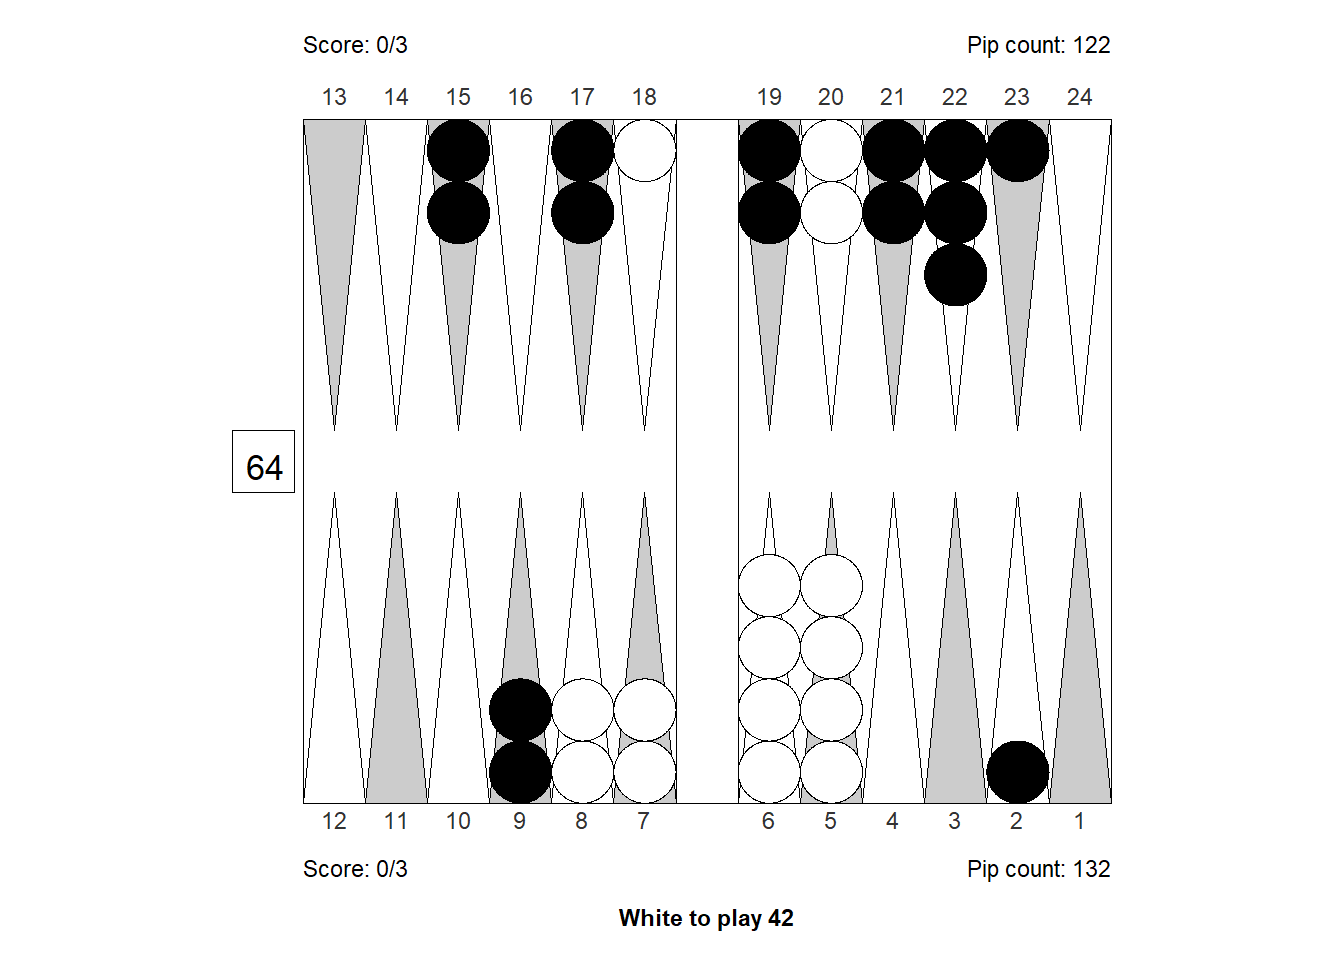 Score: 0/3 Pip count: 122
13 14 15 16 17 18 19 20 21 22 23 24
64
12 11 10 9 8 7 6 5 4 3 2 1
Score: 0/3 Pip count: 132
White to play 42